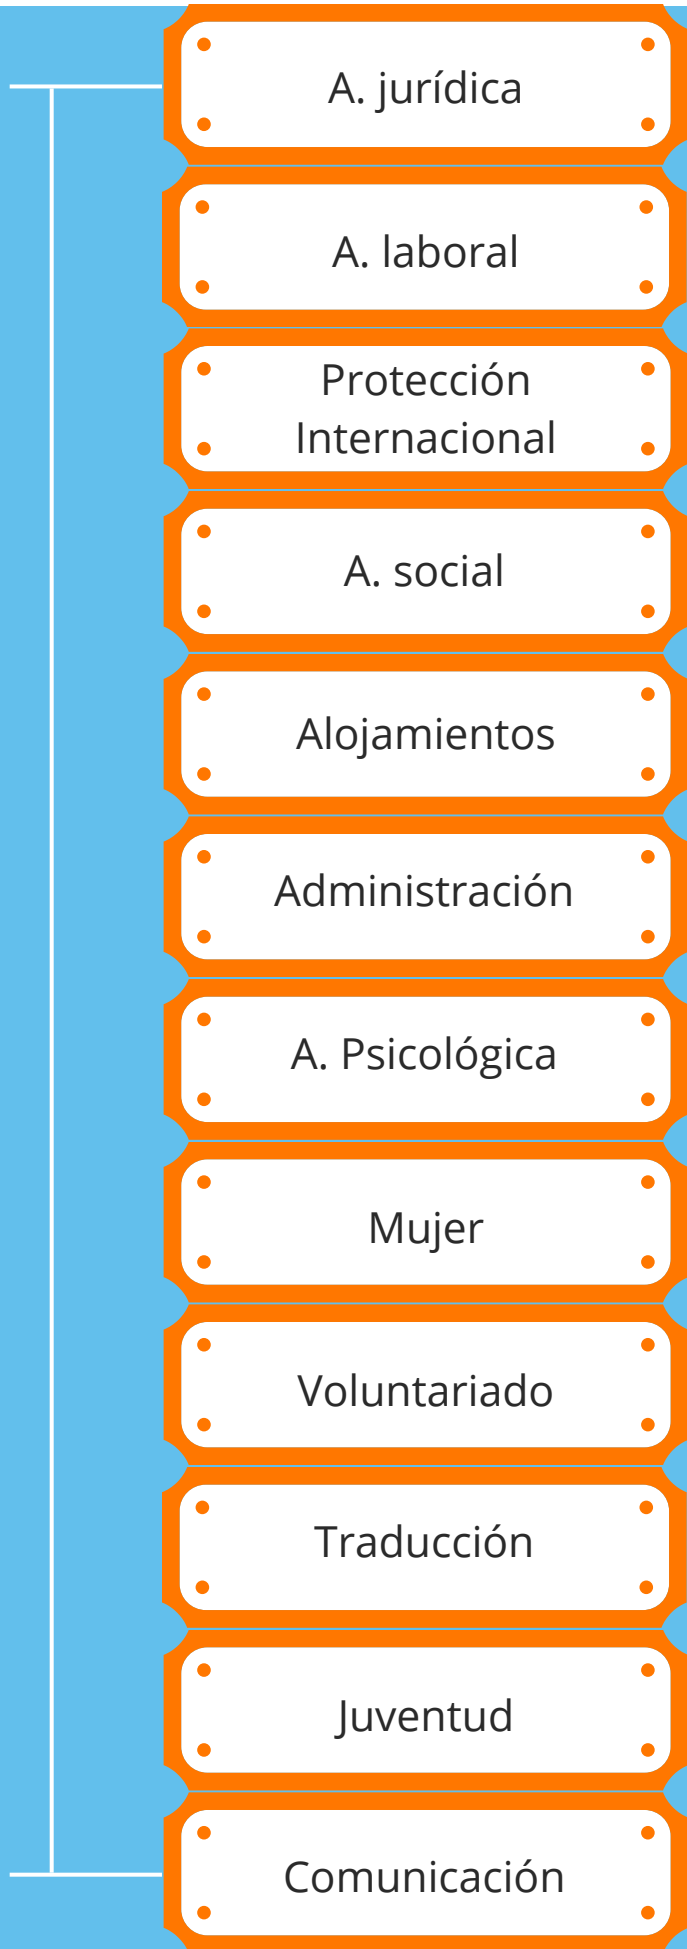 A. jurídica
A. laboral
Protección
Internacional
A. social
Alojamientos
Administración
A. Psicológica
Mujer
Voluntariado
Traducción
Juventud
Comunicación